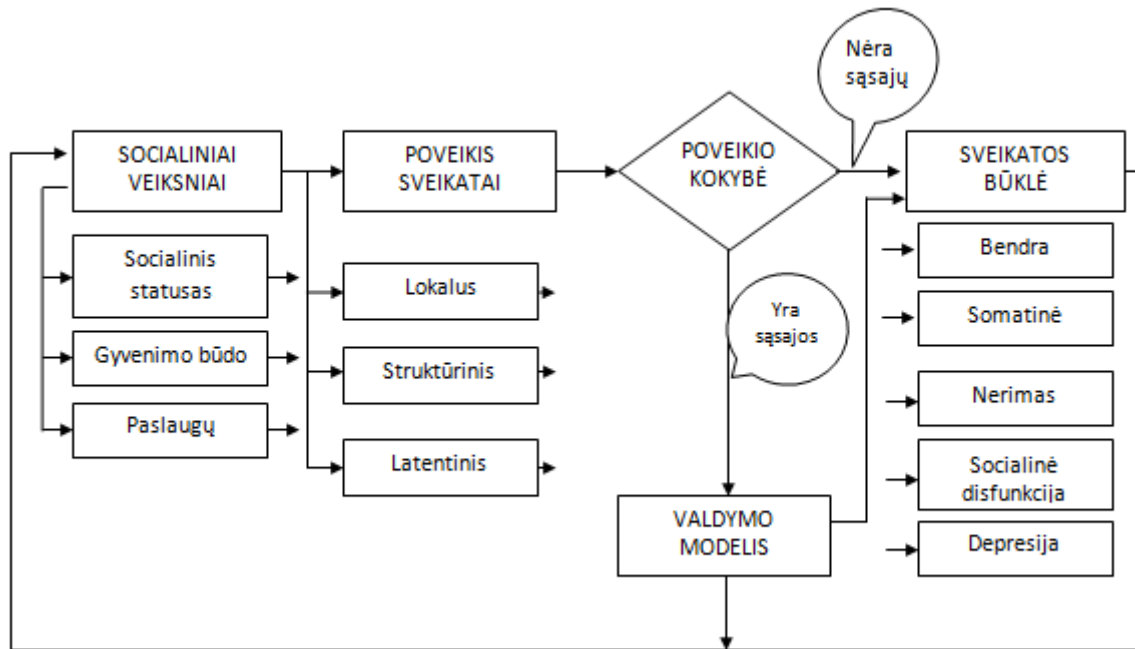 Nėra
sąsajų
SOCIALINIAI
VEIKSNIAI
POVEIKIS
SVEIKATAI
POVEIKIO
KOKYBĖ
SVEIKATOS
BŪKLĖ
Socialinis
statusas
Gyvenimo būdo
Paslaugų
Lokalus
Struktūrinis
Latentinis
Yra
sąsajos
VALDYMO
MODELIS
Bendra
Somatinė
Nerimas
Socialinė
disfunkcija
Depresija